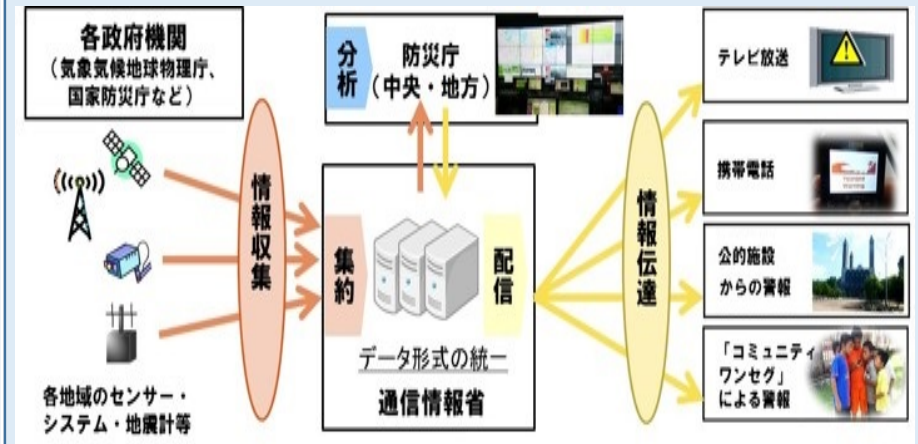 各政府機関
（気象気候地球物理庁、
国家防災庁など）
各地域のセンサー・
システム・地震計等
情報収集
分析
防災庁
（中央・地方）
集約
配信
データ形式の統一
通信情報省
情報伝達
テレビ放送
携帯電話
公的施設
からの警報
「コミュニティ
ワンセグ」
による警報